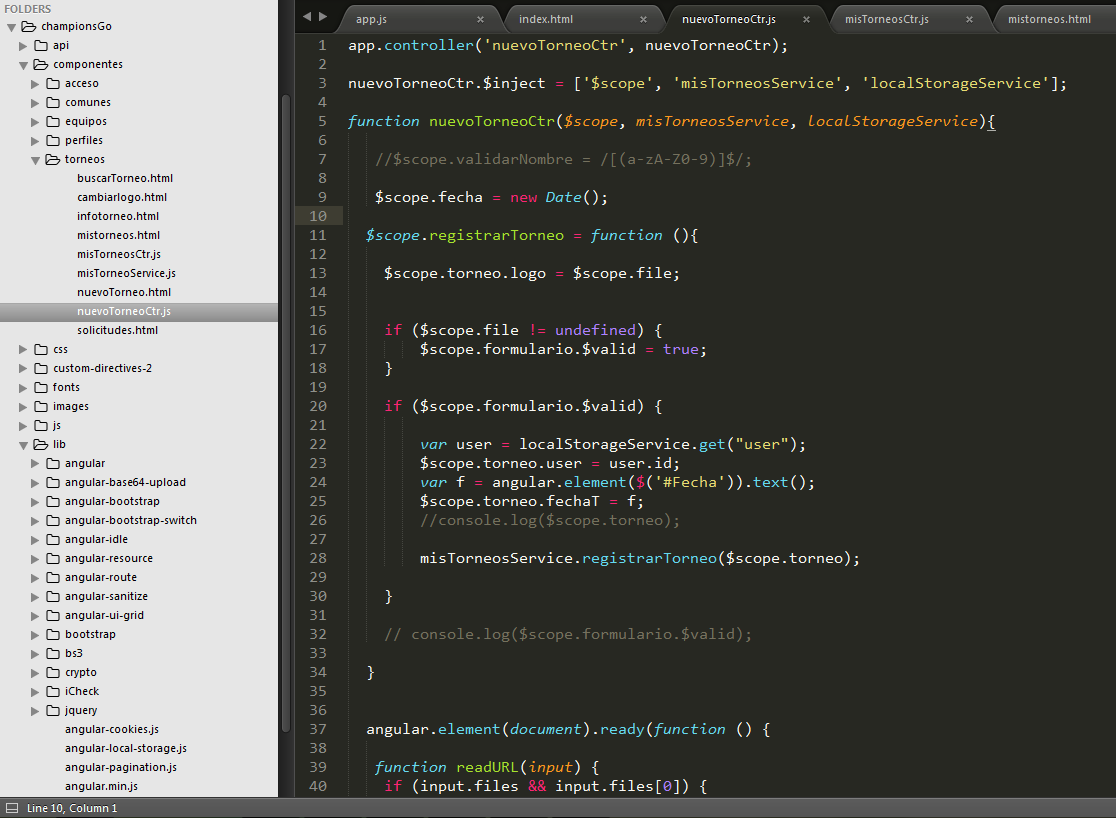 FOLDERS
championsGo
api
componentes
acceso
comunes
equipos
perfiles
torneos
buscarTorneo.html
cambiarlogo.html
infotorneo.html
mistorneos.html
misTorneosCtr.js
misTorneoService.js
nuevoTorneo.html
nuevoTorneoCtr.js
solicitudes.html
css
custom-directives-2
fonts
images
js
lib
angular
angular-base64-upload
angular-bootstrap
angular-bootstrap-switch
angular-idle
angular-resource
angular-route
angular-sanitize
angular-ui-grid
bootstrap
bs3
crypto
iCheck
jquery
angular-cookies.js
angular-local-storage.js
angular-pagination.js
angular.min.js
app.js × index.html × nuevoTorneoCtr.js × misTorneosCtr.js × mistorneos.html
1 app.controller('nuevoTorneoCtr', nuevoTorneoCtr);
2
3 nuevoTorneoCtr.$inject = ['$scope', 'misTorneosService', 'localStorageService'];
4
5 function nuevoTorneoCtr($scope, misTorneosService, localStorageService){
6
7 //$scope.validarNombre = /[(a-zA-Z0-9)]$/;
8
9 $scope.fecha = new Date();
10
11 $scope.registrarTorneo = function (){
12
13 $scope.torneo.logo = $scope.file;
14
15
16 if ($scope.file != undefined) {
17 $scope.formulario.$valid = true;
18 }
19
20 if ($scope.formulario.$valid) {
21
22 var user = localStorageService.get("user");
23 $scope.torneo.user = user.id;
24 var f = angular.element($('#Fecha')).text();
25 $scope.torneo.fechaT = f;
26 //console.log($scope.torneo);
27
28 misTorneosService.registrarTorneo($scope.torneo);
29
30 }
31
32 // console.log($scope.formulario.$valid);
33
34 }
35
36
37 angular.element(document).ready(function () {
38
39 function readURL(input) {
40 if (input.files && input.files[0]) {
Line 10, Column 1